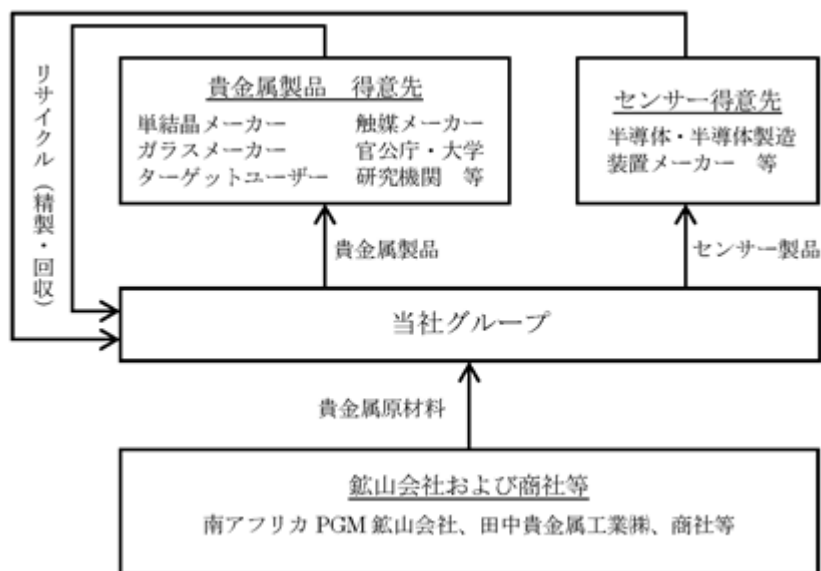 リサイクル（精製・回収）
貴金属製品　得意先
単結晶メーカー　触媒メーカー
ガラスメーカー　官公庁・大学
ターゲットユーザー　研究機関　等
センサー得意先
半導体・半導体製造
装置メーカー　等
貴金属製品
センサー製品
当社グループ
貴金属原材料
鉱山会社および商社等
南アフリカ PGM 鉱山会社、田中貴金属工業㈱、商社等